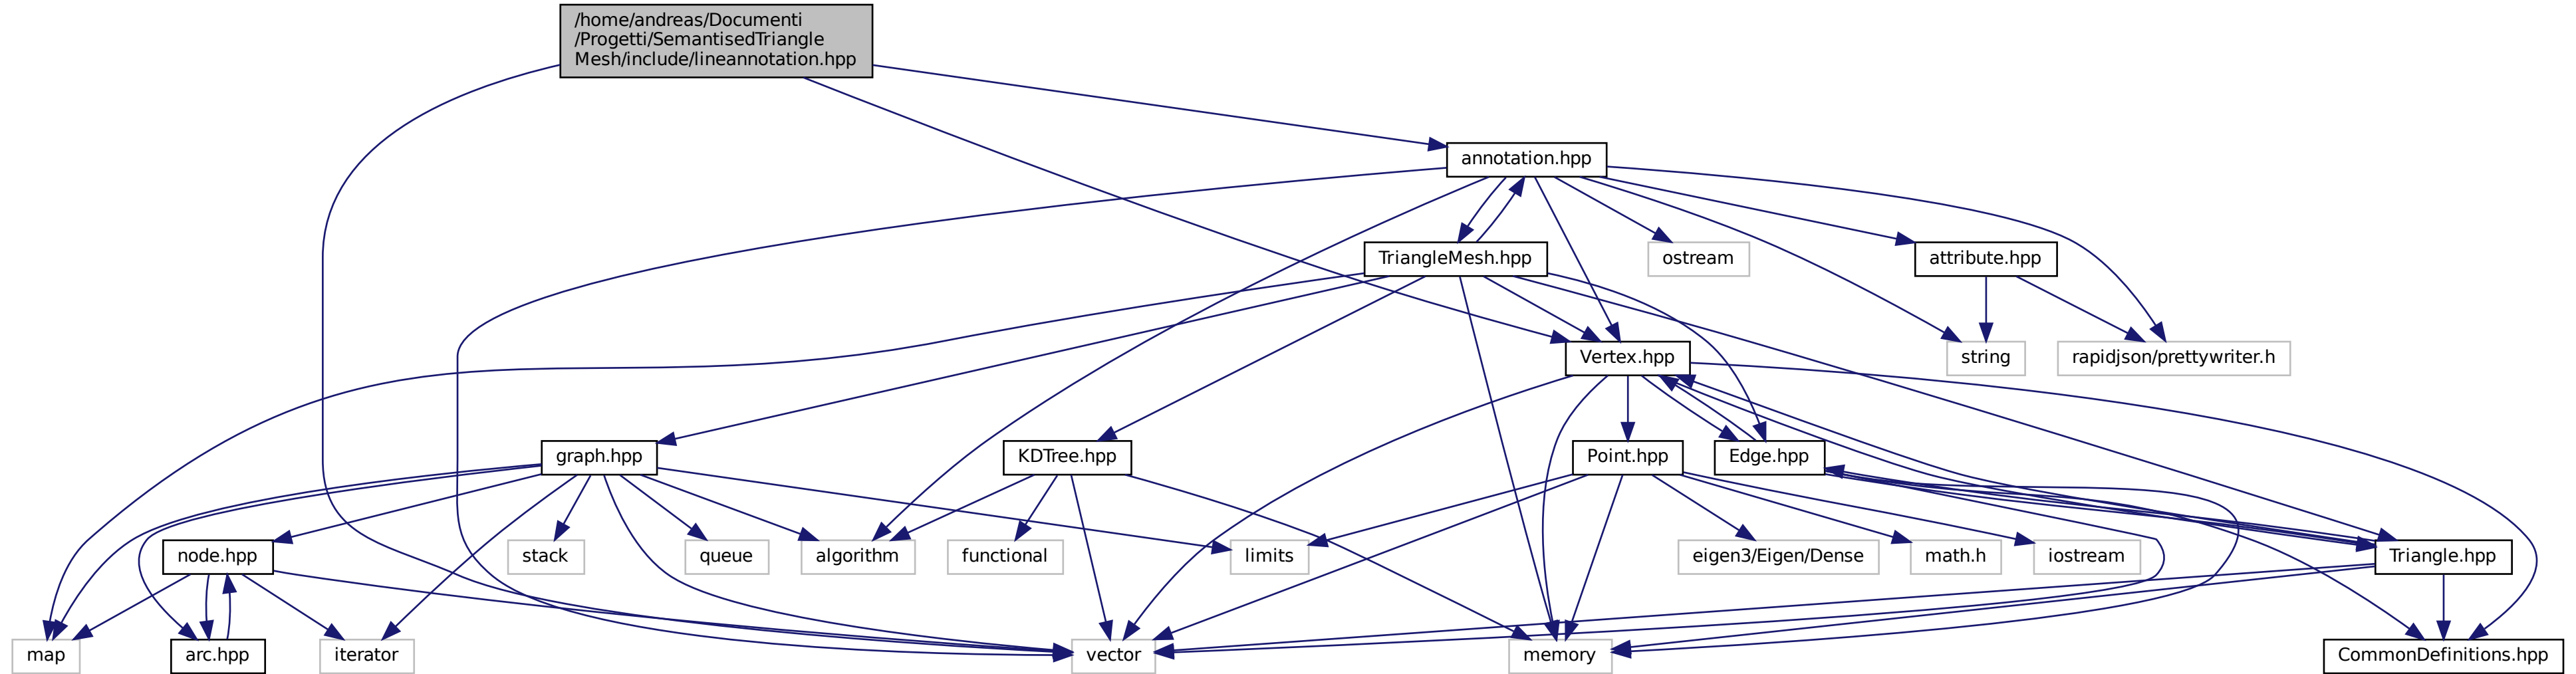 /home/andreas/Documenti
/Progetti/SemantisedTriangle
Mesh/include/lineannotation.hpp
annotation.hpp
TriangleMesh.hpp
ostream
attribute.hpp
Vertex.hpp
string
rapidjson/prettywriter.h
graph.hpp
KDTree.hpp
Point.hpp
Edge.hpp
node.hpp
stack
queue
algorithm
functional
limits
eigen3/Eigen/Dense
math.h
iostream
Triangle.hpp
map
arc.hpp
iterator
vector
memory
CommonDefinitions.hpp